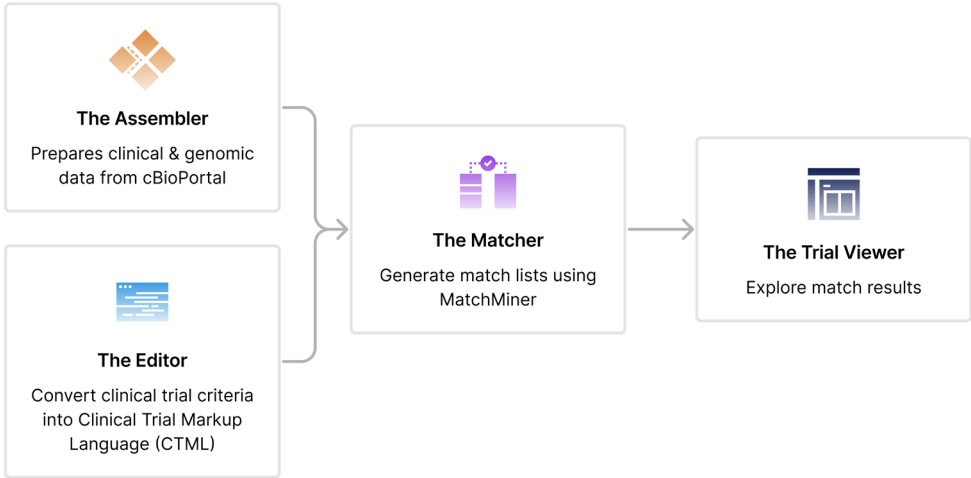 The Assembler
Prepares clinical & genomic
data from cBioPortal
The Editor
Convert clinical trial criteria
into Clinical Trial Markup
Language (CTML)
The Matcher
Generate match lists using
MatchMiner
The Trial Viewer
Explore match results